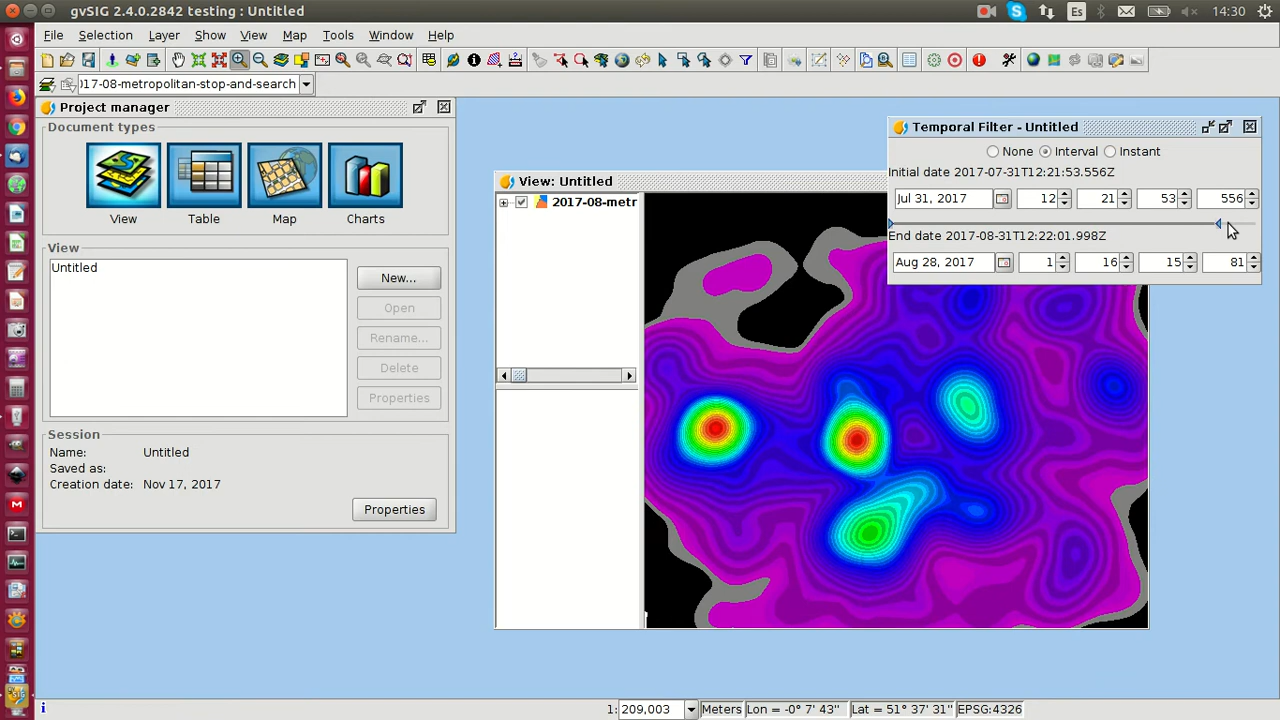 gvSIG 2.4.0.2842 testing : Untitled
Es
14:30
File Selection Layer Show View Map Tools Window Help
)17-08-metropolitan-stop-and-search
Project manager
Document types
View Table Map Charts
View
Untitled
New...
Open
Rename...
Delete
Properties
Session
Name: Untitled
Saved as:
Creation date: Nov 17, 2017
Properties
View: Untitled
2017-08-metr
Temporal Filter - Untitled
None Interval Instant
Initial date 2017-07-31T12:21:53.556Z
Jul 31, 2017 12 21 53 556
End date 2017-08-31T12:22:01.998Z
Aug 28, 2017 1 16 15 81
1: 209,003 Meters Lon = -0° 7' 43" Lat = 51° 37' 31" EPSG:4326